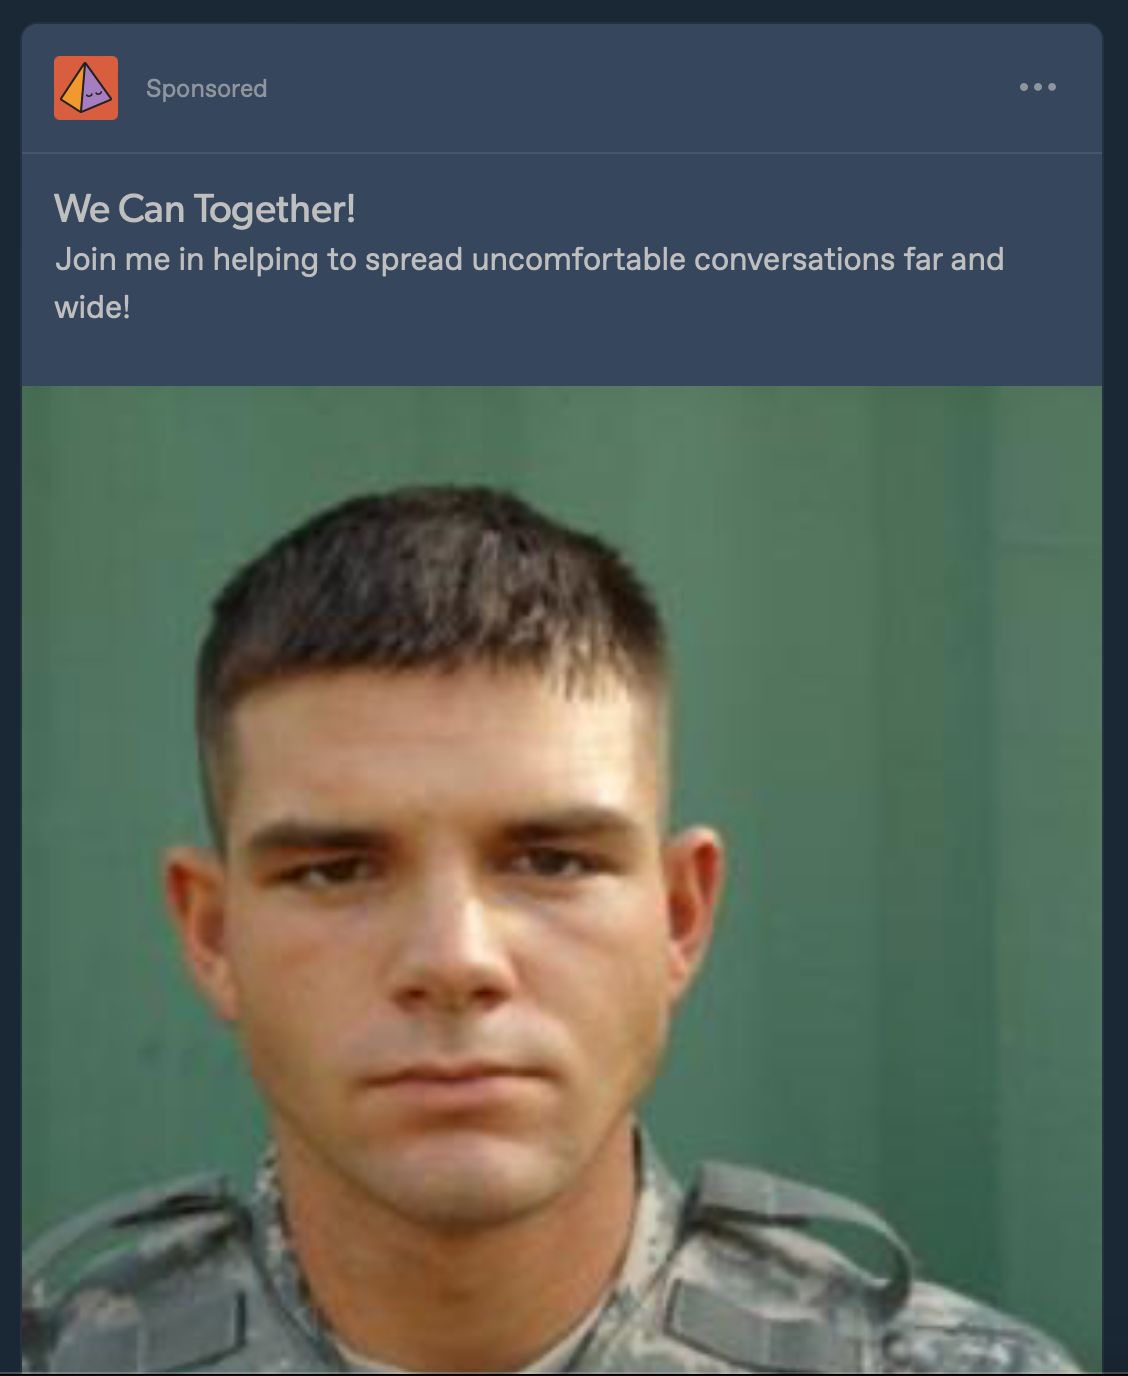 Sponsored
We Can Together!
Join me in helping to spread uncomfortable conversations far and
wide!